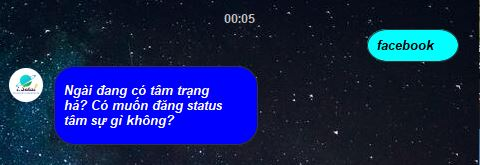 00:05
facebook
Ngài đang có tâm trạng
hả? Có muốn đăng status
tâm sự gì không?